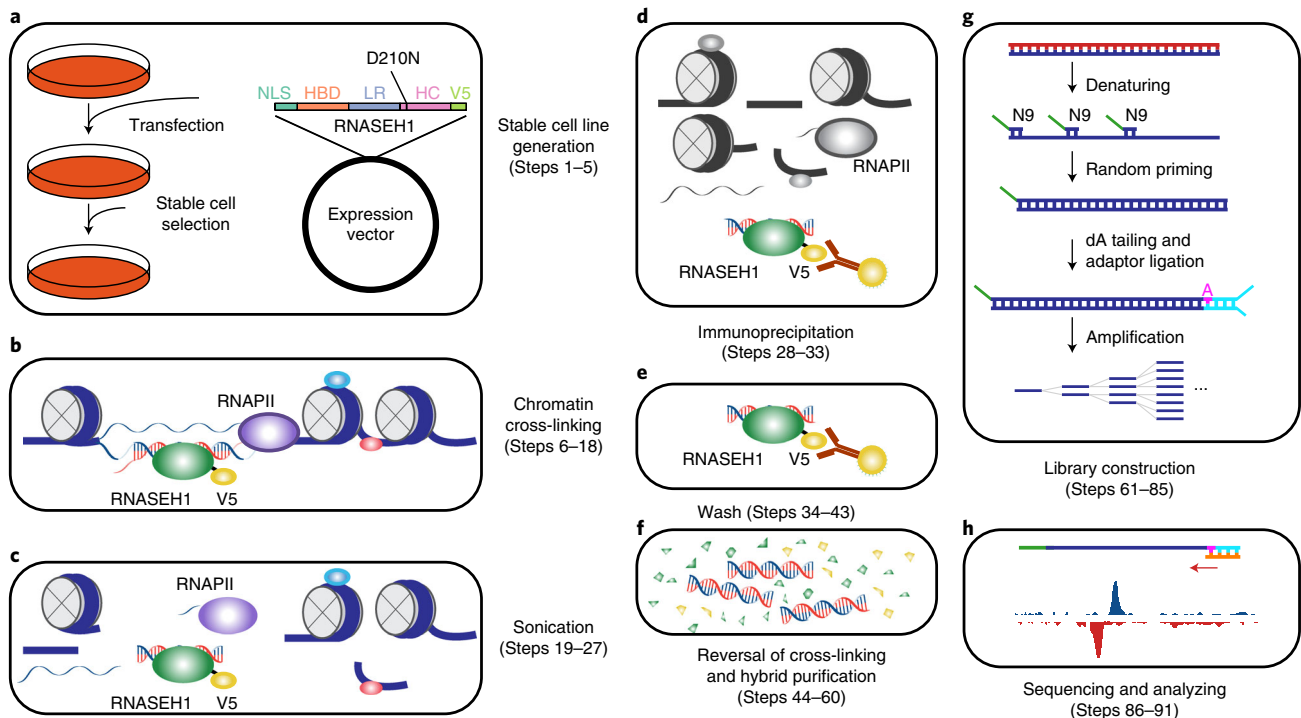 a
D210N
NLS HBD LR HC V5
RNASEH1
Transfection
Stable cell
selection
Expression
vector
Stable cell line
generation
(Steps 1–5)
b
RNAPII
RNASEH1 V5
Chromatin
cross-linking
(Steps 6–18)
c
RNAPII
RNASEH1 V5
Sonication
(Steps 19–27)
d
RNAPII
RNASEH1 V5
Immunoprecipitation
(Steps 28–33)
e
RNASEH1 V5
Wash (Steps 34–43)
f
Reversal of cross-linking
and hybrid purification
(Steps 44–60)
g
Denaturing
N9 N9 N9
Random priming
dA tailing and
adaptor ligation
A
Amplification
...
Library construction
(Steps 61–85)
h
Sequencing and analyzing
(Steps 86–91)